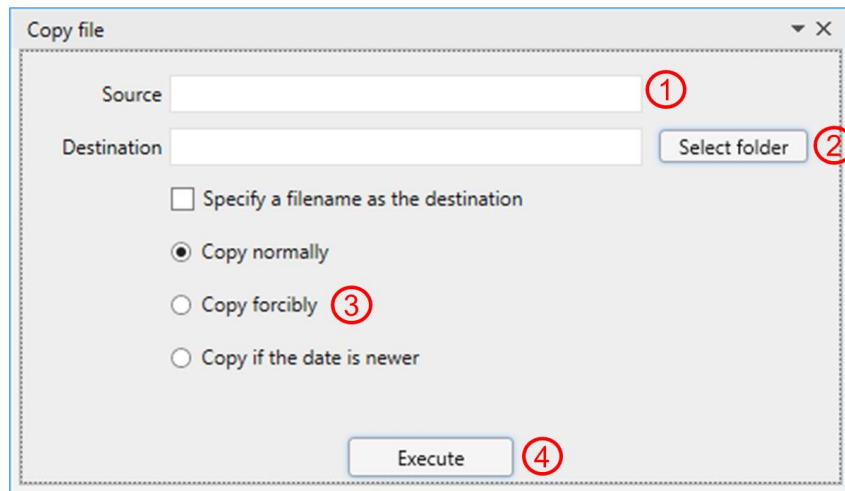 Copy file
Source ①
Destination Select folder ②
Specify a filename as the destination
Copy normally
Copy forcibly ③
Copy if the date is newer
Execute ④